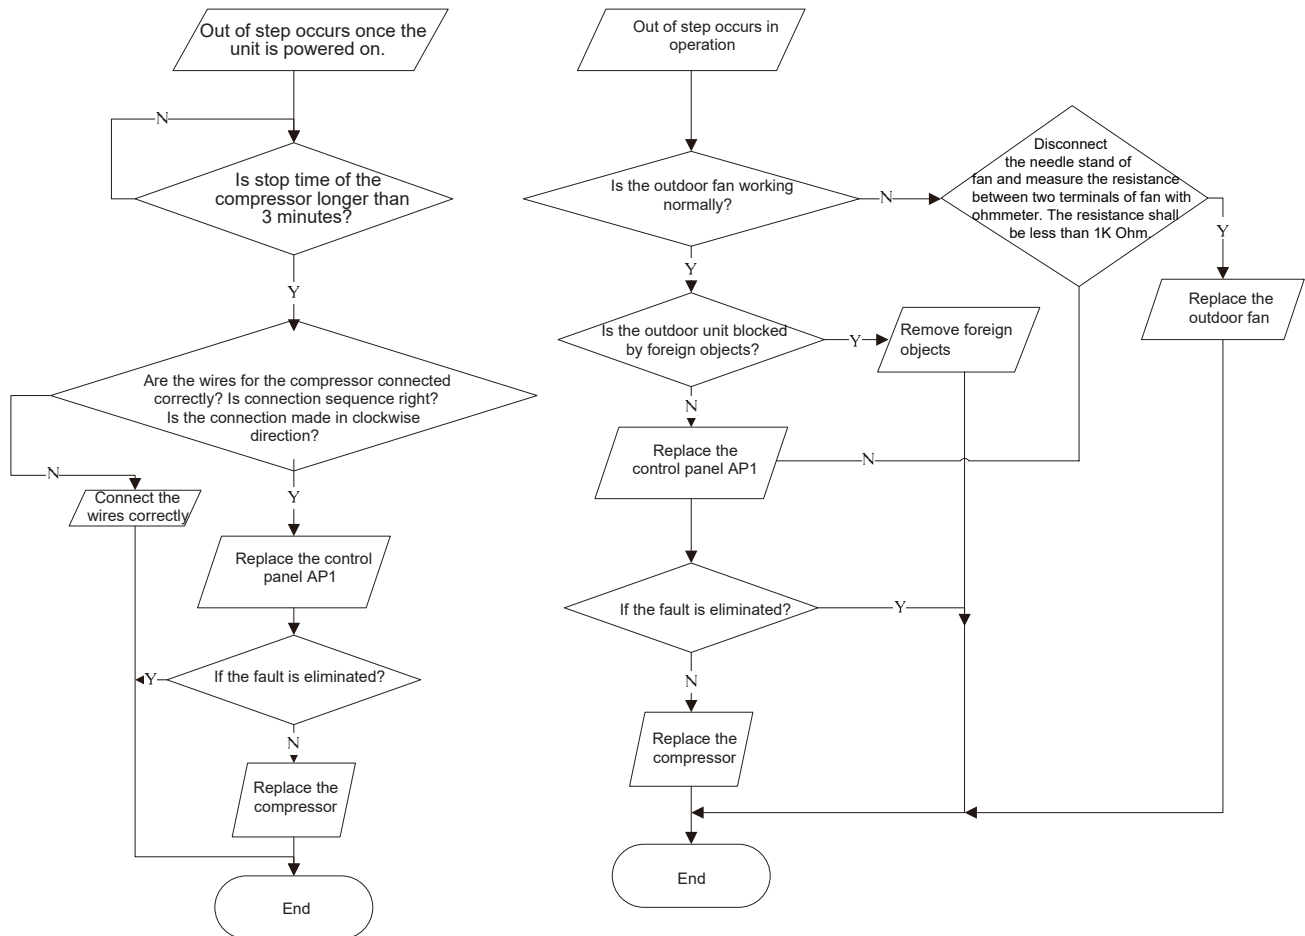 Out of step occurs once the
unit is powered on.
N
Is stop time of the
compressor longer than
3 minutes?
Y
Are the wires for the compressor connected
correctly? Is connection sequence right?
Is the connection made in clockwise
direction?
N
Connect the
wires correctly
Y
Replace the control
panel AP1
If the fault is eliminated?
Y
N
Replace the
compressor
End
Out of step occurs in
operation
Is the outdoor fan working
normally?
N
Disconnect
the needle stand of
fan and measure the resistance
between two terminals of fan with
ohmmeter. The resistance shall
be less than 1K Ohm.
Y
Replace the
outdoor fan
Y
Is the outdoor unit blocked
by foreign objects?
Y
Remove foreign
objects
N
Replace the
control panel AP1
N
If the fault is eliminated?
Y
N
Replace the
compressor
End